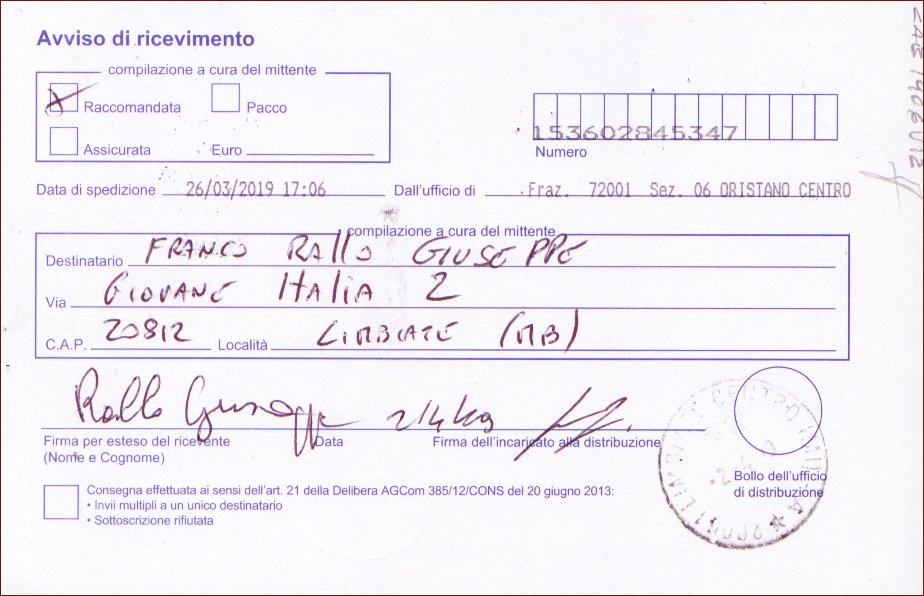 Avviso di ricevimento
compilazione a cura del mittente
Raccomandata Pacco
Assicurata Euro
153602845347
Numero
Data di spedizione 26/03/2019 17:06 Dall'ufficio di Fraz. 72001 Sez. 06 ORISTANO CENTRO
compilazione a cura del mittente
Destinatario FRANCO RALLO GIUSEPPE
Via GIOVANE ITALIA 2
C.A.P. 20812 Località LIMBIATE (MB)
Rallo Giuseppe
Firma per esteso del ricevente Data Firma dell'incaricato alla distribuzione
(Nome e Cognome)
Bollo dell'ufficio
di distribuzione
Consegna effettuata ai sensi dell'art. 21 della Delibera AGCom 385/12/CONS del 20 giugno 2013:
• Invii multipli a un unico destinatario
• Sottoscrizione rifiutata